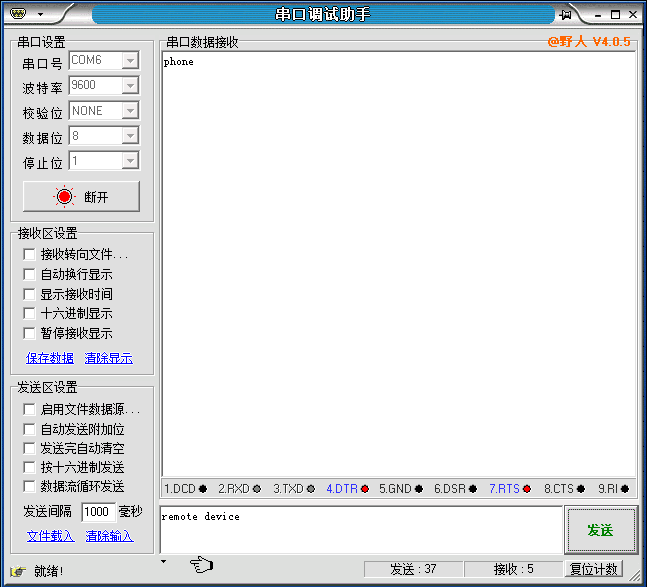 串口调试助手
串口设置
串口号 COM6
波特率 9600
校验位 NONE
数据位 8
停止位 1
断开
接收区设置
接收转向文件...
自动换行显示
显示接收时间
十六进制显示
暂停接收显示
保存数据 清除显示
发送区设置
启用文件数据源...
自动发送附加位
发送完自动清空
按十六进制发送
数据流循环发送
发送间隔 1000 毫秒
文件载入 清除输入
就绪!
串口数据接收
@野人 V4.0.5
phone
1.DCD 2.RXD 3.TXD 4.DTR 5.GND 6.DSR 7.RTS 8.CTS 9.RI
remote device
发送
发送 : 37 接收 : 5 复位计数